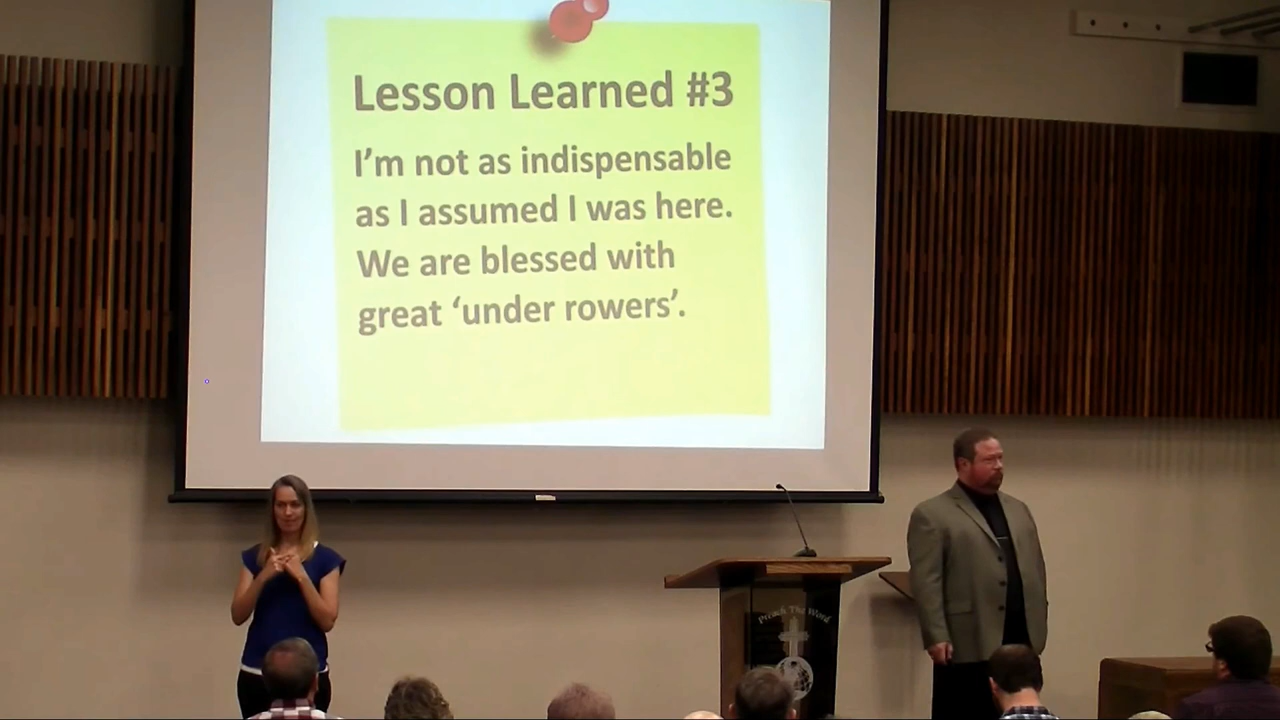 Lesson Learned #3
I'm not as indispensable
as I assumed I was here.
We are blessed with
great ‘under rowers’.
Preach The Word